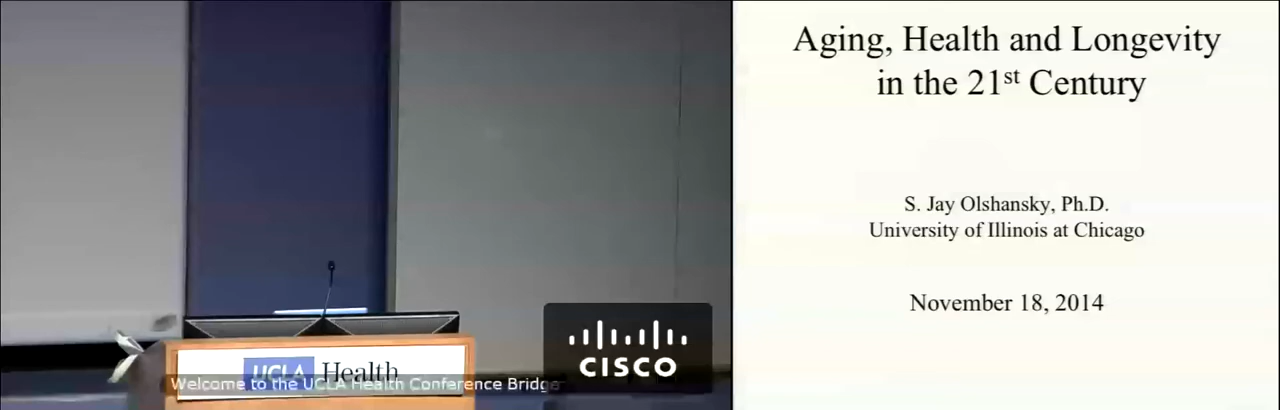 Aging, Health and Longevity
in the 21st Century
S. Jay Olshansky, Ph.D.
University of Illinois at Chicago
November 18, 2014
UCLA Health
Welcome to the UCLA Health Conference Bridge
CISCO